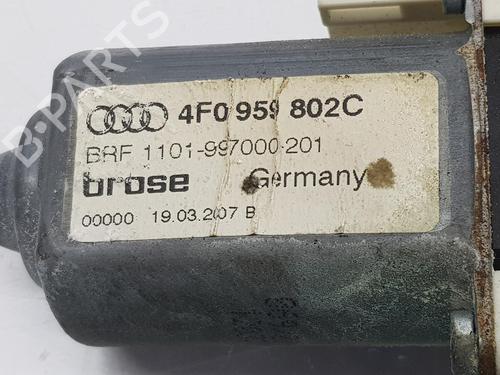 B-PARTS
4F0 959 802C
BRF 1101-997000-201
brose Germany
00000 19.03.2007 B